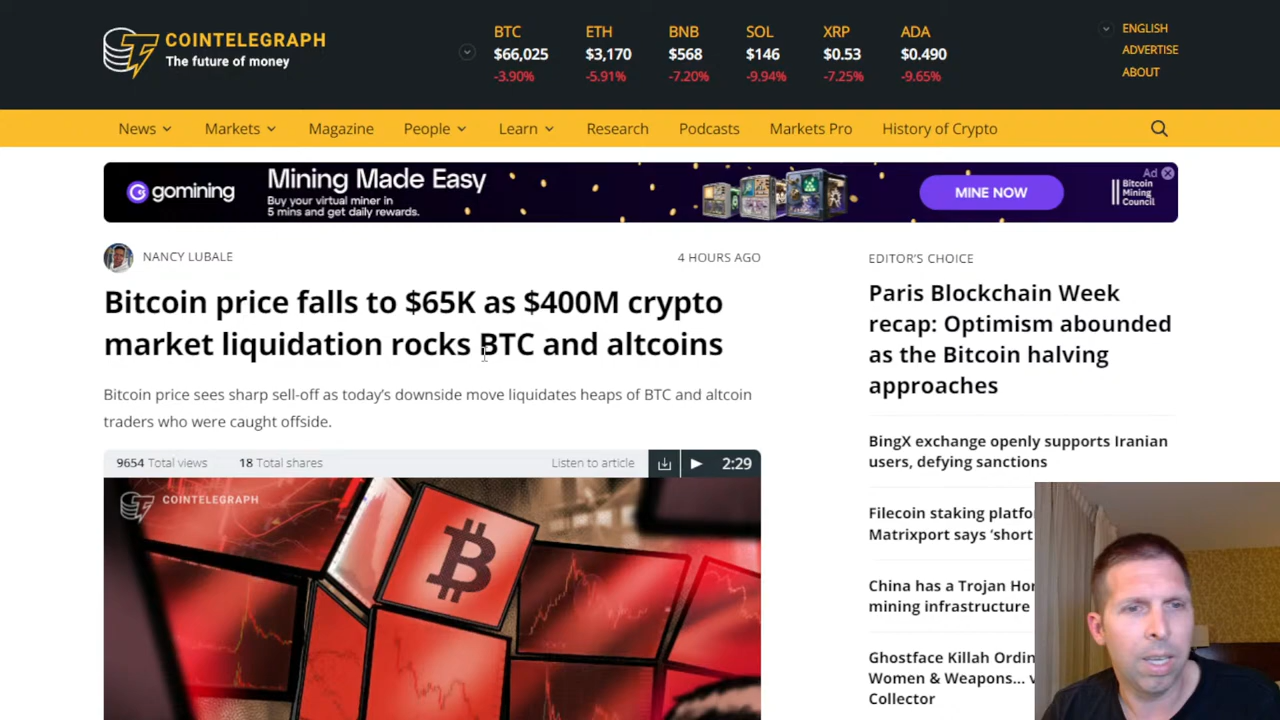 COINTELEGRAPH
The future of money
BTC
$66,025
-3.90%
ETH
$3,170
-5.91%
BNB
$568
-7.20%
SOL
$146
-9.94%
XRP
$0.53
-7.25%
ADA
$0.490
-9.65%
ENGLISH
ADVERTISE
ABOUT
News Markets Magazine People Learn Research Podcasts Markets Pro History of Crypto
gomining
Mining Made Easy
Buy your virtual miner in
5 mins and get daily rewards.
MINE NOW
Ad
Bitcoin
Mining
Council
NANCY LUBALE
4 HOURS AGO
Bitcoin price falls to $65K as $400M crypto
market liquidation rocks BTC and altcoins
Bitcoin price sees sharp sell-off as today's downside move liquidates heaps of BTC and altcoin
traders who were caught offside.
9654 Total views 18 Total shares Listen to article 2:29
COINTELEGRAPH
EDITOR'S CHOICE
Paris Blockchain Week
recap: Optimism abounded
as the Bitcoin halving
approaches
BingX exchange openly supports Iranian
users, defying sanctions
Filecoin staking
Matrixport says 'short
China has a Trojan
mining infrastructure
Ghostface Killah
Women & Weapons...
Collector